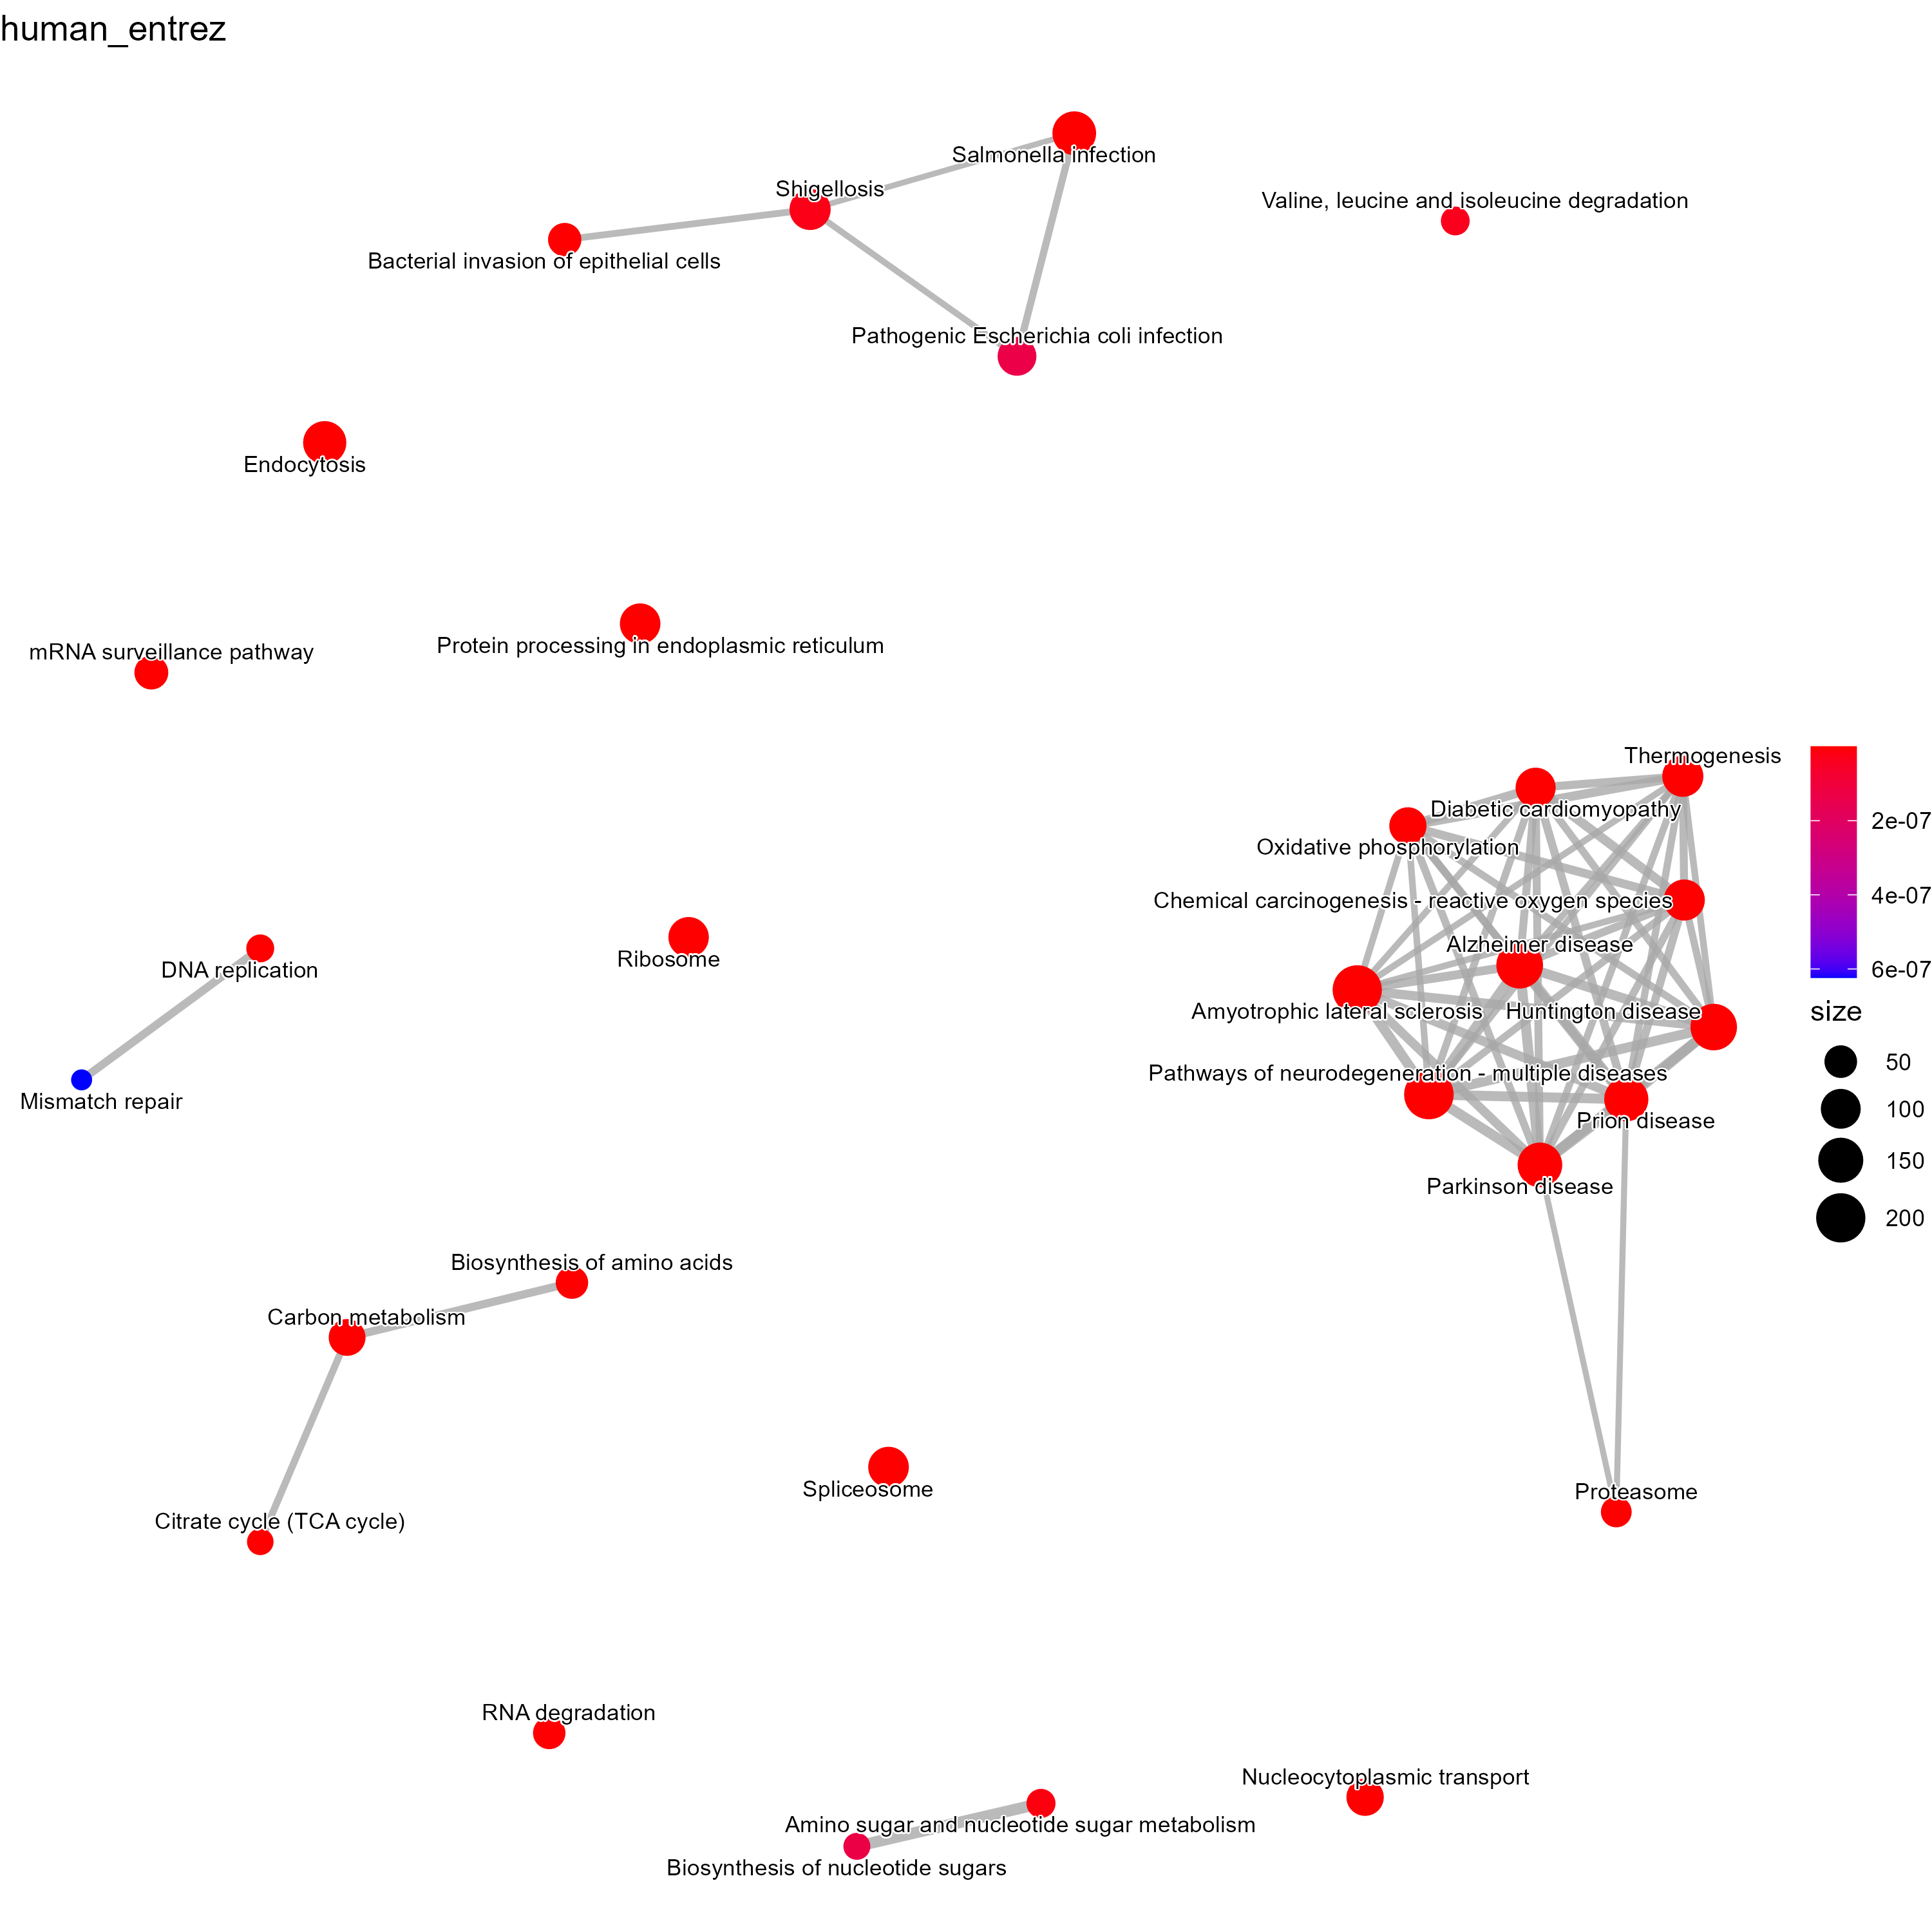 human_entrez
Salmonella infection
Shigellosis
Valine, leucine and isoleucine degradation
Bacterial invasion of epithelial cells
Pathogenic Escherichia coli infection
Endocytosis
mRNA surveillance pathway
Protein processing in endoplasmic reticulum
Thermogenesis
Diabetic cardiomyopathy
Oxidative phosphorylation
Chemical carcinogenesis - reactive oxygen species
Alzheimer disease
Ribosome
DNA replication
Amyotrophic lateral sclerosis
Huntington disease
Pathways of neurodegeneration - multiple diseases
Mismatch repair
Prion disease
Parkinson disease
2e-07
4e-07
6e-07
size
50
100
150
200
Biosynthesis of amino acids
Carbon metabolism
Spliceosome
Proteasome
Citrate cycle (TCA cycle)
RNA degradation
Nucleocytoplasmic transport
Amino sugar and nucleotide sugar metabolism
Biosynthesis of nucleotide sugars